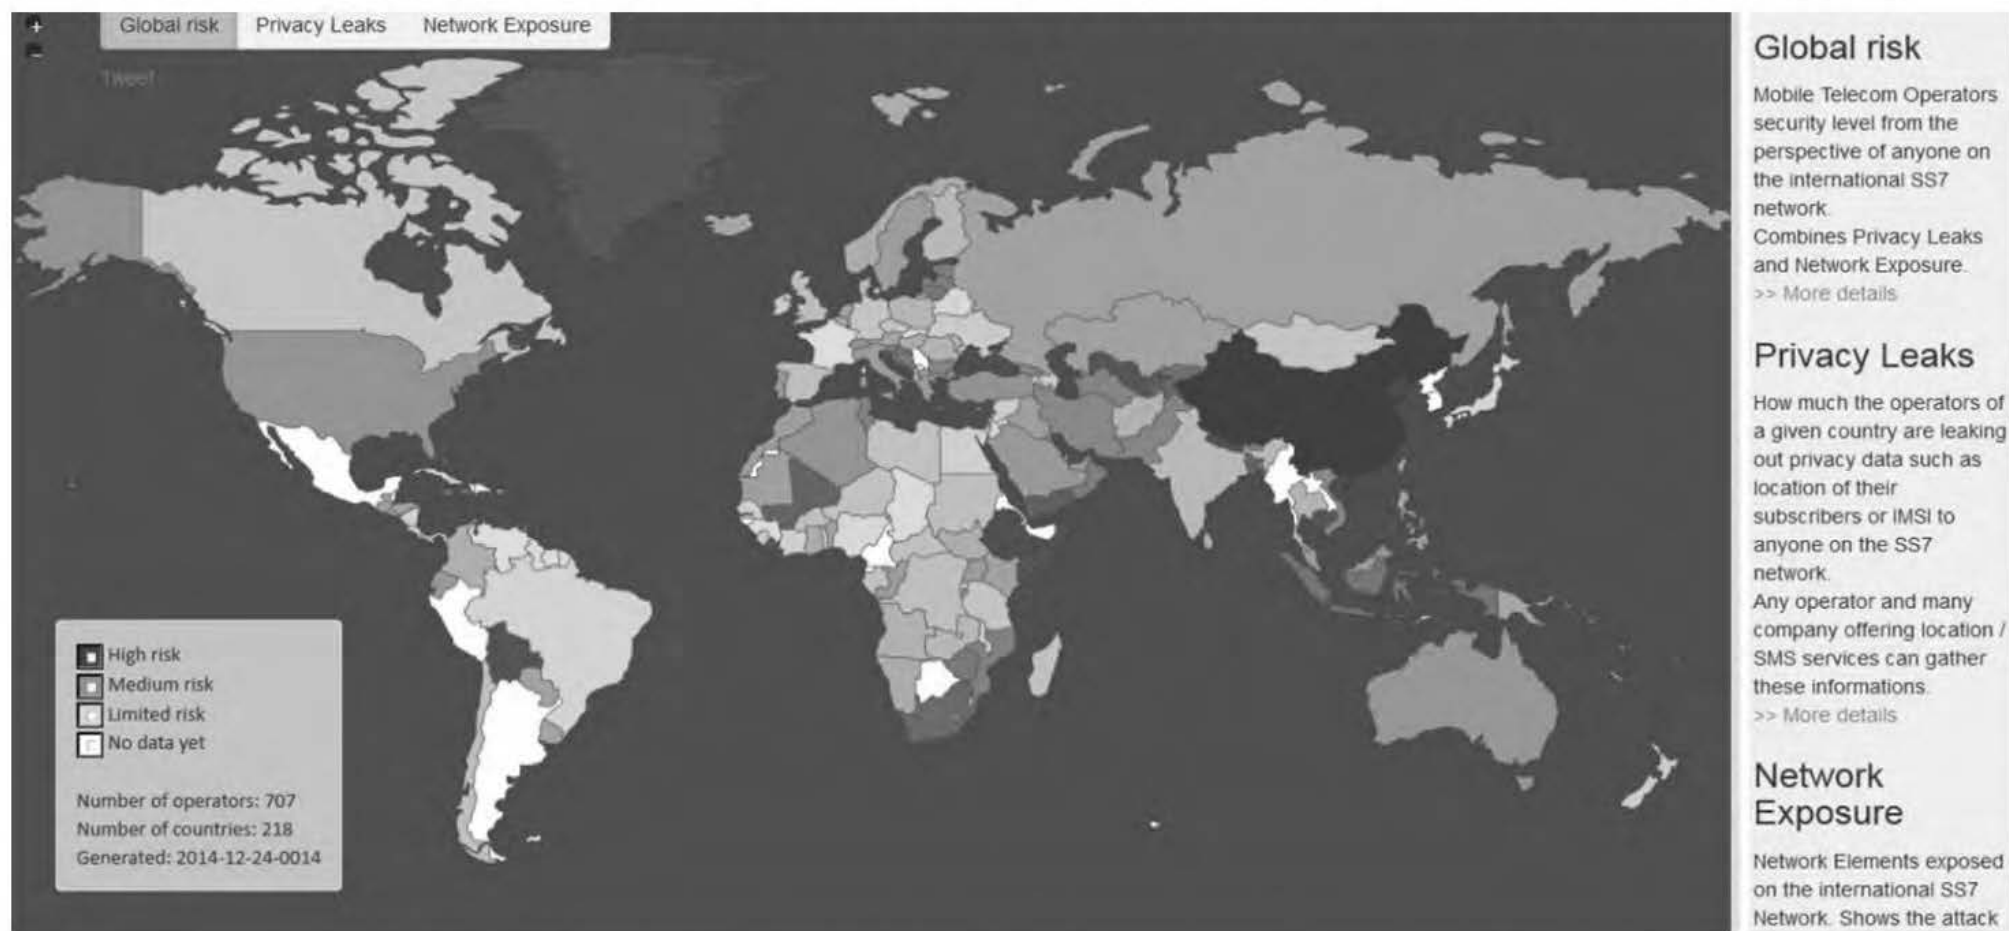 Global risk
Privacy Leaks
Network Exposure
Tweet
High risk
Medium risk
Limited risk
No data yet
Number of operators: 707
Number of countries: 218
Generated: 2014-12-24-0014
Global risk
Mobile Telecom Operators
security level from the
perspective of anyone on
the international SS7
network.
Combines Privacy Leaks
and Network Exposure.
>> More details
Privacy Leaks
How much the operators of
a given country are leaking
out privacy data such as
location of their
subscribers or IMSI to
anyone on the SS7
network.
Any operator and many
company offering location /
SMS services can gather
these informations.
>> More details
Network
Exposure
Network Elements exposed
on the international SS7
Network. Shows the attack